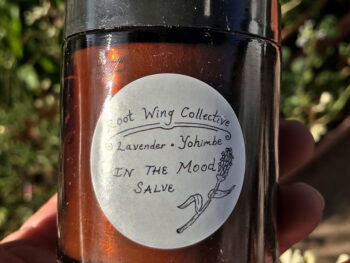 Root Wing Collective
Lavender • Yohimbe
IN THE MOOD
SALVE